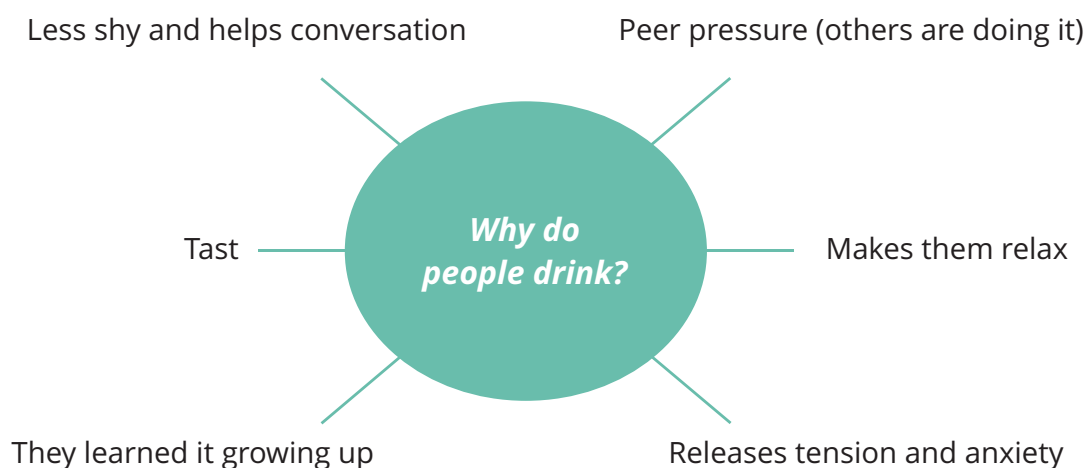 Less shy and helps conversation
Peer pressure (others are doing it)
Why do
people drink?
Tast
Makes them relax
They learned it growing up
Releases tension and anxiety